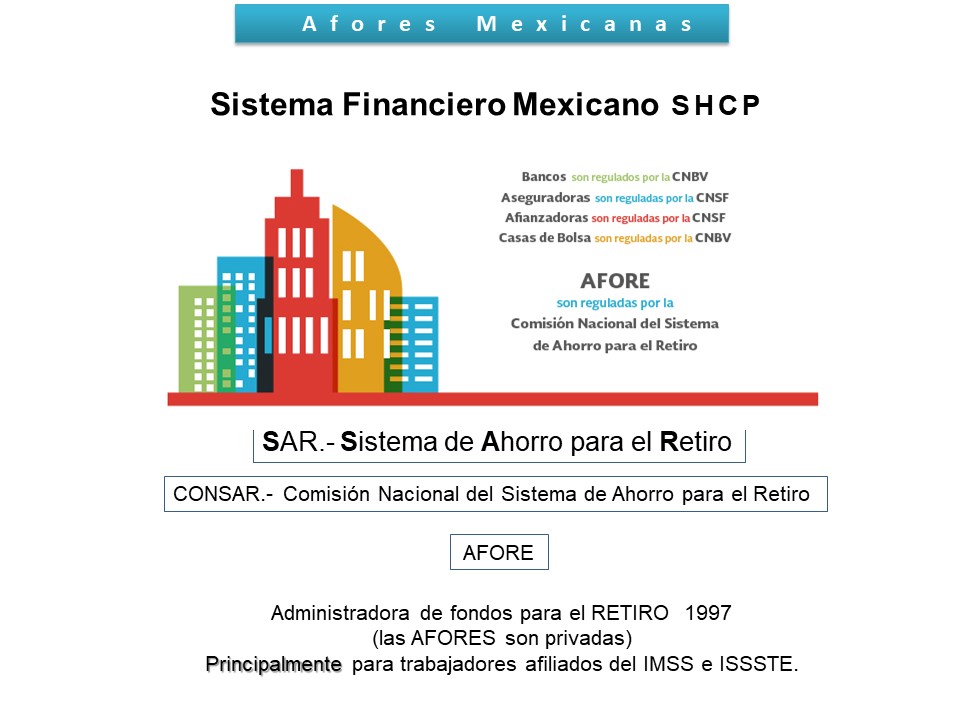 Afores Mexicanas
Sistema Financiero Mexicano SHCP
Bancos son regulados por la CNBV
Aseguradoras son reguladas por la CNSF
Afianzadoras son reguladas por la CNSF
Casas de Bolsa son reguladas por la CNBV
AFORE
son reguladas por la
Comisión Nacional del Sistema
de Ahorro para el Retiro
SAR.- Sistema de Ahorro para el Retiro
CONSAR.- Comisión Nacional del Sistema de Ahorro para el Retiro
AFORE
Administradora de fondos para el RETIRO 1997
(las AFORES son privadas)
Principalmente para trabajadores afiliados del IMSS e ISSSTE.